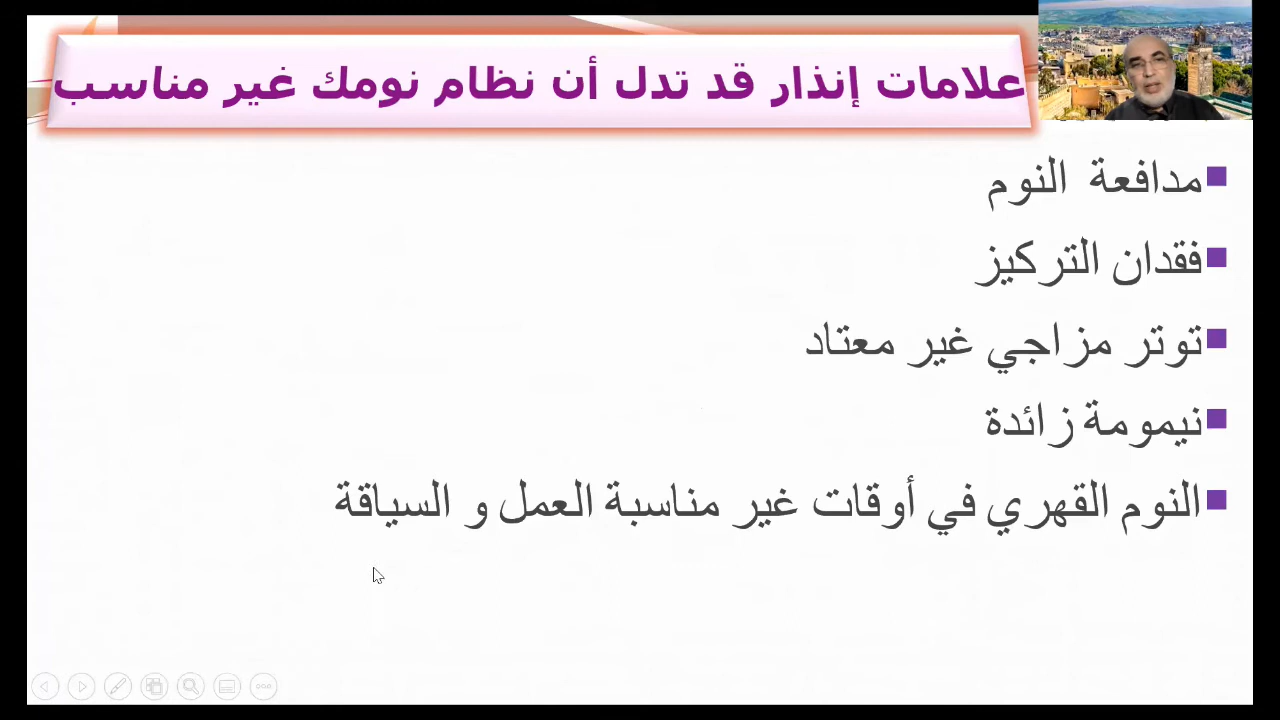 علامات إنذار قد تدل أن نظام نومك غير مناسب
مدافعة النوم
فقدان التركيز
توتر مزاجي غير معتاد
نيمومة زائدة
النوم القهري في أوقات غير مناسبة العمل و السياقة